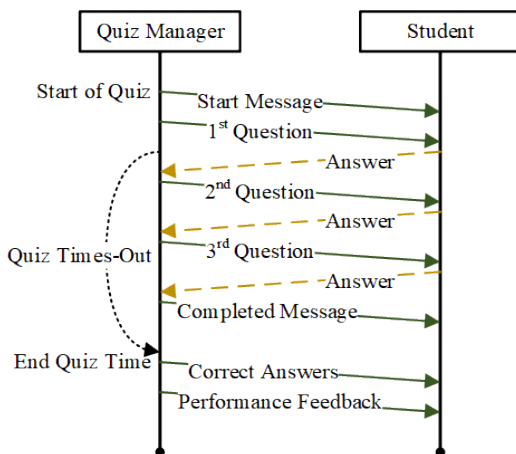 Quiz Manager
Student
Start of Quiz
Start Message
1st Question
Answer
2nd Question
Answer
Quiz Times-Out
3rd Question
Answer
Completed Message
End Quiz Time
Correct Answers
Performance Feedback